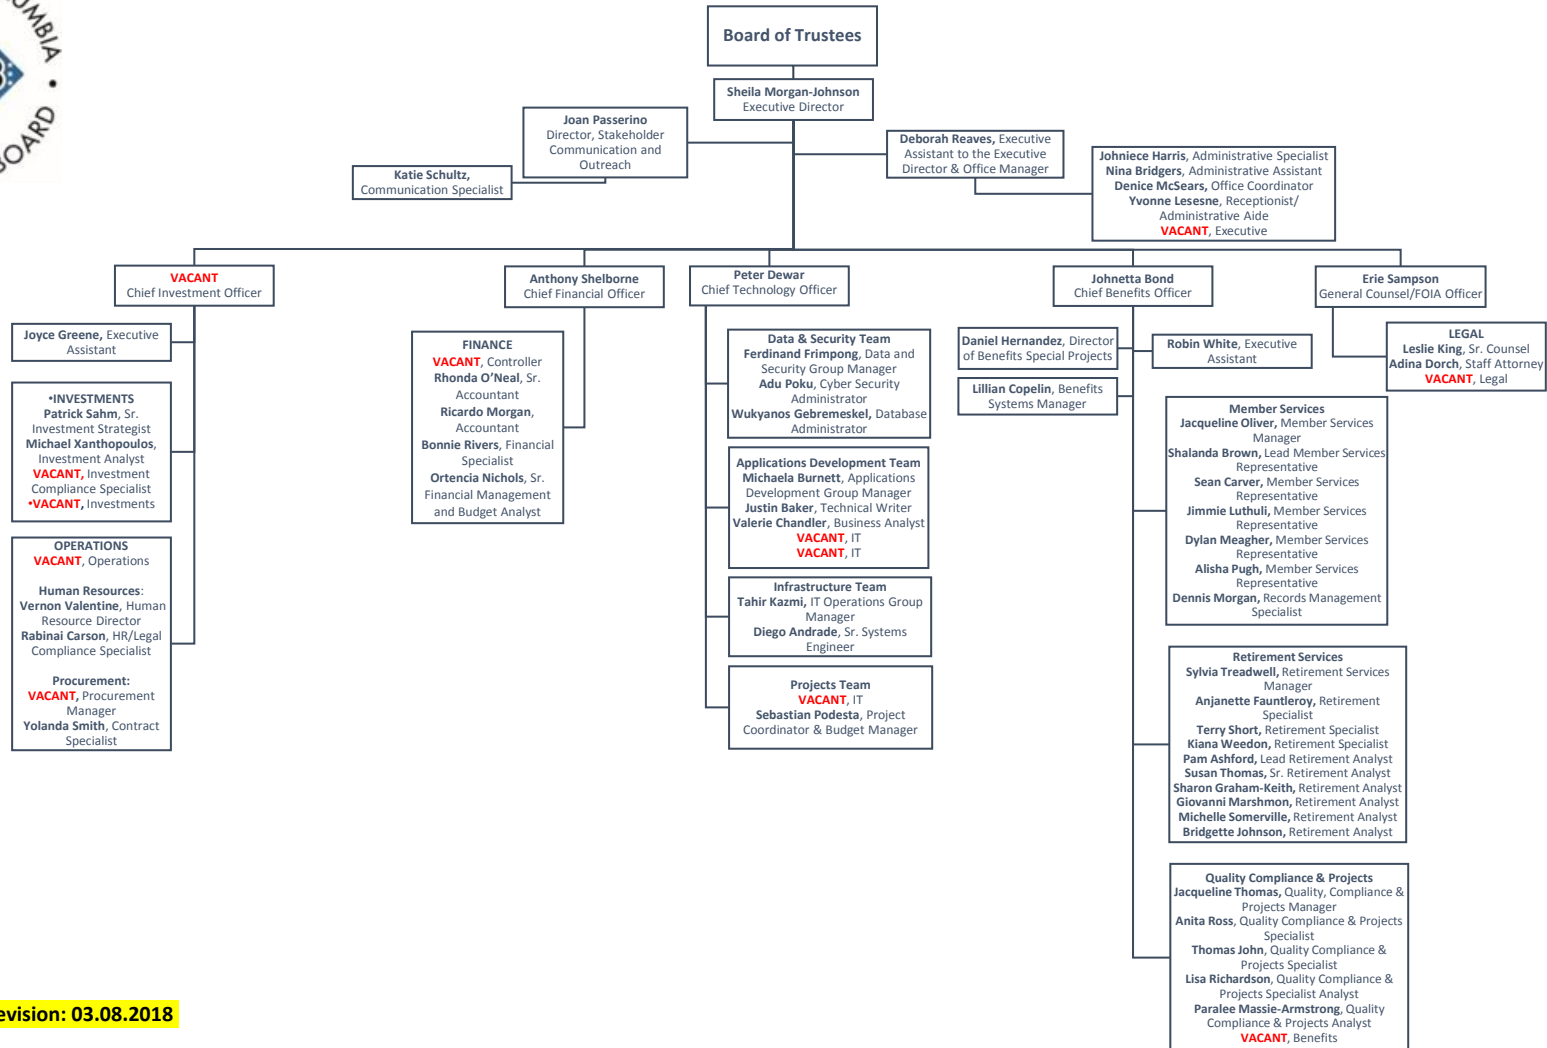 UMBIA
•
BOARD
Board of Trustees
Sheila Morgan-Johnson
Executive Director
Joan Passerino
Director, Stakeholder
Communication and
Outreach
Katie Schultz,
Communication Specialist
Deborah Reaves, Executive
Assistant to the Executive
Director & Office Manager
Johniece Harris, Administrative Specialist
Nina Bridgers, Administrative Assistant
Denice McSears, Office Coordinator
Yvonne Lesesne, Receptionist/
Administrative Aide
VACANT, Executive
VACANT
Chief Investment Officer
Joyce Greene, Executive
Assistant
•INVESTMENTS
Patrick Sahm, Sr.
Investment Strategist
Michael Xanthopoulos,
Investment Analyst
VACANT, Investment
Compliance Specialist
•VACANT, Investments
OPERATIONS
VACANT, Operations
Human Resources:
Vernon Valentine, Human
Resource Director
Rabinai Carson, HR/Legal
Compliance Specialist
Procurement:
VACANT, Procurement
Manager
Yolanda Smith, Contract
Specialist
Anthony Shelborne
Chief Financial Officer
FINANCE
VACANT, Controller
Rhonda O’Neal, Sr.
Accountant
Ricardo Morgan,
Accountant
Bonnie Rivers, Financial
Specialist
Ortencia Nichols, Sr.
Financial Management
and Budget Analyst
Peter Dewar
Chief Technology Officer
Data & Security Team
Ferdinand Frimpong, Data and
Security Group Manager
Adu Poku, Cyber Security
Administrator
Wukyanos Gebremeskel, Database
Administrator
Applications Development Team
Michaela Burnett, Applications
Development Group Manager
Justin Baker, Technical Writer
Valerie Chandler, Business Analyst
VACANT, IT
VACANT, IT
Infrastructure Team
Tahir Kazmi, IT Operations Group
Manager
Diego Andrade, Sr. Systems
Engineer
Projects Team
VACANT, IT
Sebastian Podesta, Project
Coordinator & Budget Manager
Johnetta Bond
Chief Benefits Officer
Daniel Hernandez, Director
of Benefits Special Projects
Lillian Copelin, Benefits
Systems Manager
Robin White, Executive
Assistant
Member Services
Jacqueline Oliver, Member Services
Manager
Shalanda Brown, Lead Member Services
Representative
Sean Carver, Member Services
Representative
Jimmie Luthuli, Member Services
Representative
Dylan Meagher, Member Services
Representative
Alisha Pugh, Member Services
Representative
Dennis Morgan, Records Management
Specialist
Retirement Services
Sylvia Treadwell, Retirement Services
Manager
Anjanette Fauntleroy, Retirement
Specialist
Terry Short, Retirement Specialist
Kiana Weedon, Retirement Specialist
Pam Ashford, Lead Retirement Analyst
Susan Thomas, Sr. Retirement Analyst
Sharon Graham-Keith, Retirement Analyst
Giovanni Marshmon, Retirement Analyst
Michelle Somerville, Retirement Analyst
Bridgette Johnson, Retirement Analyst
Quality Compliance & Projects
Jacqueline Thomas, Quality, Compliance &
Projects Manager
Anita Ross, Quality Compliance & Projects
Specialist
Thomas John, Quality Compliance &
Projects Specialist
Lisa Richardson, Quality Compliance &
Projects Specialist Analyst
Paralee Massie-Armstrong, Quality
Compliance & Projects Analyst
VACANT, Benefits
Erie Sampson
General Counsel/FOIA Officer
LEGAL
Leslie King, Sr. Counsel
Adina Dorch, Staff Attorney
VACANT, Legal
evision: 03.08.2018